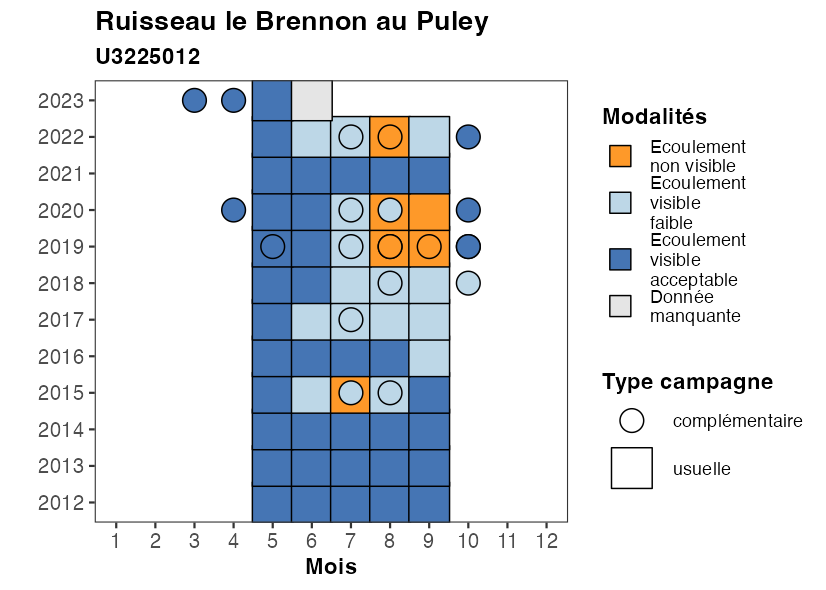 Ruisseau le Brennon au Puley
U3225012
2023
2022
2021
2020
2019
2018
2017
2016
2015
2014
2013
2012
1 2 3 4 5 6 7 8 9 10 11 12
Mois
Modalités
Ecoulement
non visible
Ecoulement
visible
faible
Ecoulement
visible
acceptable
Donnée
manquante
Type campagne
complémentaire
usuelle